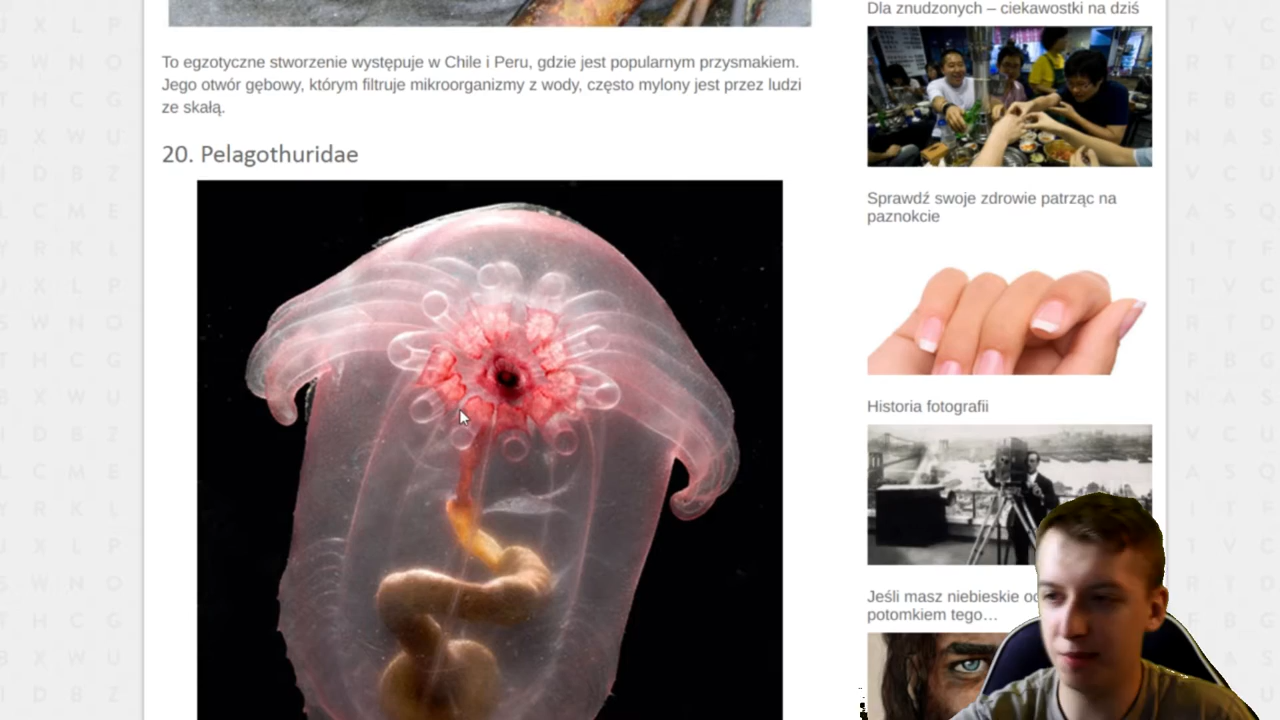 To egzotyczne stworzenie występuje w Chile i Peru, gdzie jest popularnym przysmakiem.
Jego otwór gębowy, którym filtruje mikroorganizmy z wody, często mylony jest przez ludzi
ze skałą.
20. Pelagothuridae
Dla znudzonych – ciekawostki na dziś
Sprawdź swoje zdrowie patrząc na
paznokcie
Historia fotografii
Jeśli masz niebieskie
potomkiem tego…